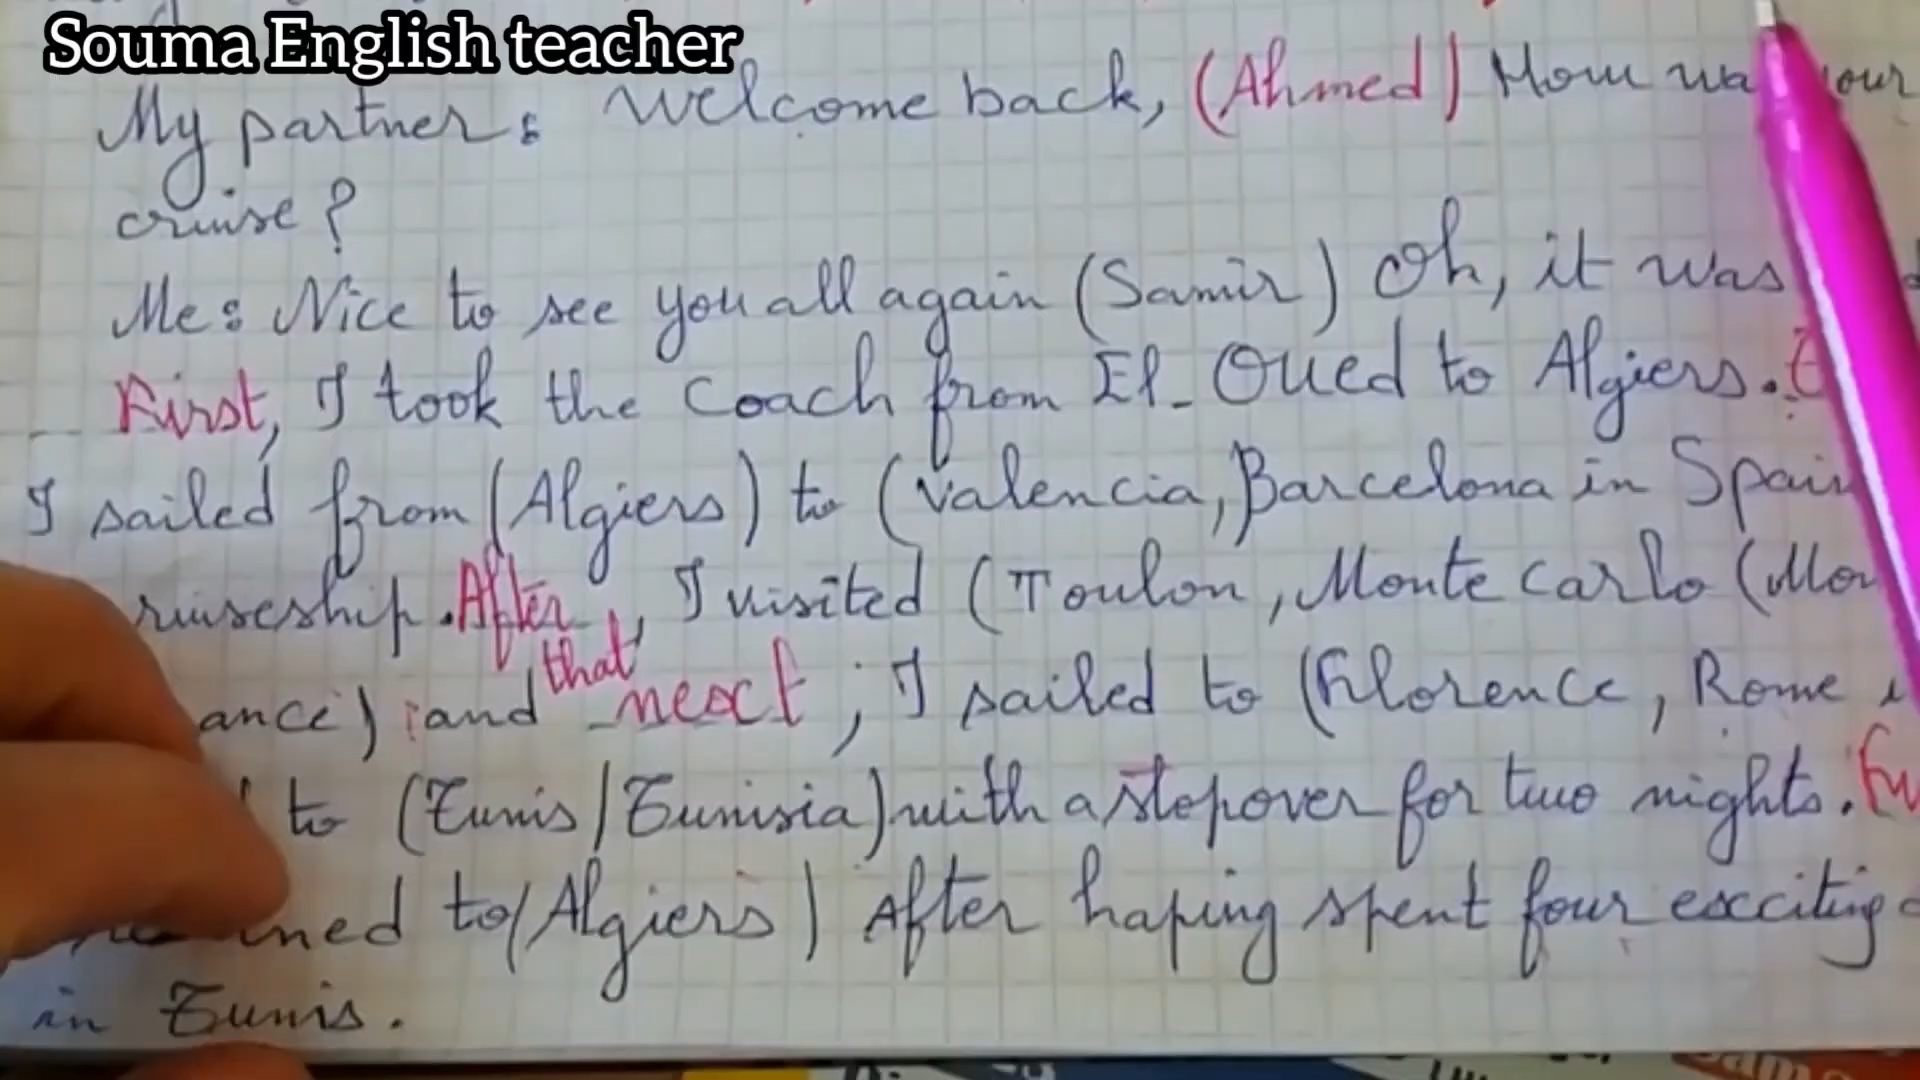 Souma English teacher
My partner: Welcome back, (Ahmed) How wa your
cruise?
Me: Nice to see you all again (Samir) Oh, it was
First, I took the coach from El-Oued to Algiers.
I sailed from (Algiers) to (Valencia, Barcelona in Spain
ruiseship. After that, I visited (Toulon, Monte Carlo (Mon
ance) and next, I sailed to (Florence, Rome
to (Tunis/Tunisia) with a stopover for two nights.
ned to (Algiers) After haping spent four exciting
in Tunis.